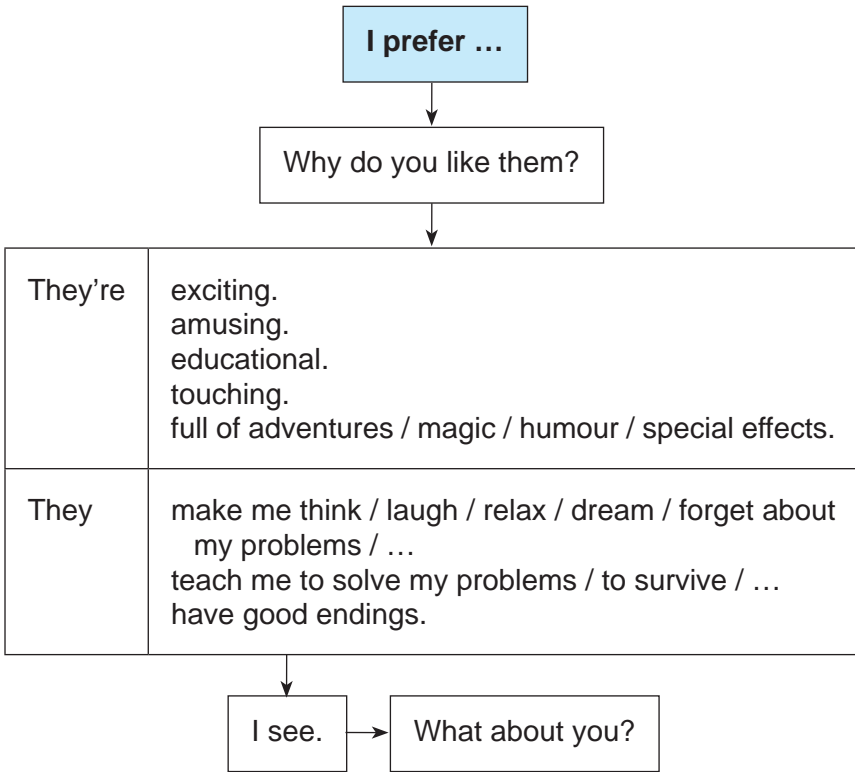 I prefer …
Why do you like them?
They’re
exciting.
amusing.
educational.
touching.
full of adventures / magic / humour / special effects.
They
make me think / laugh / relax / dream / forget about
my problems / …
teach me to solve my problems / to survive / …
have good endings.
I see.
What about you?